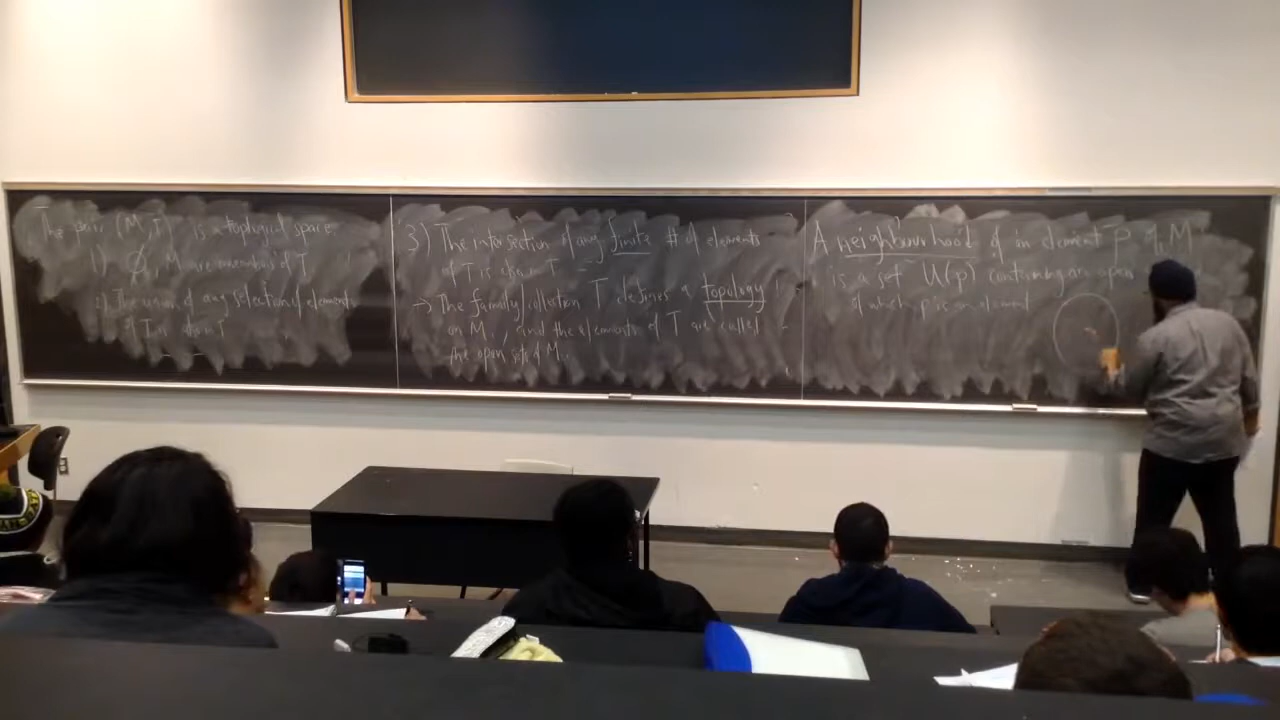 The pair (M,T) is a toplogical space
1) Ø, M are members of T
2) The union of any selection of elements
of T is also in T
3) The intersection of any finite # of elements
of T is also in T
→) The family/collection T defines a topology
on M, and the elements of T are called
the open sets of M.
A neighbourhood of an element P of M
is a set U(p) containing an open
of which p is an element